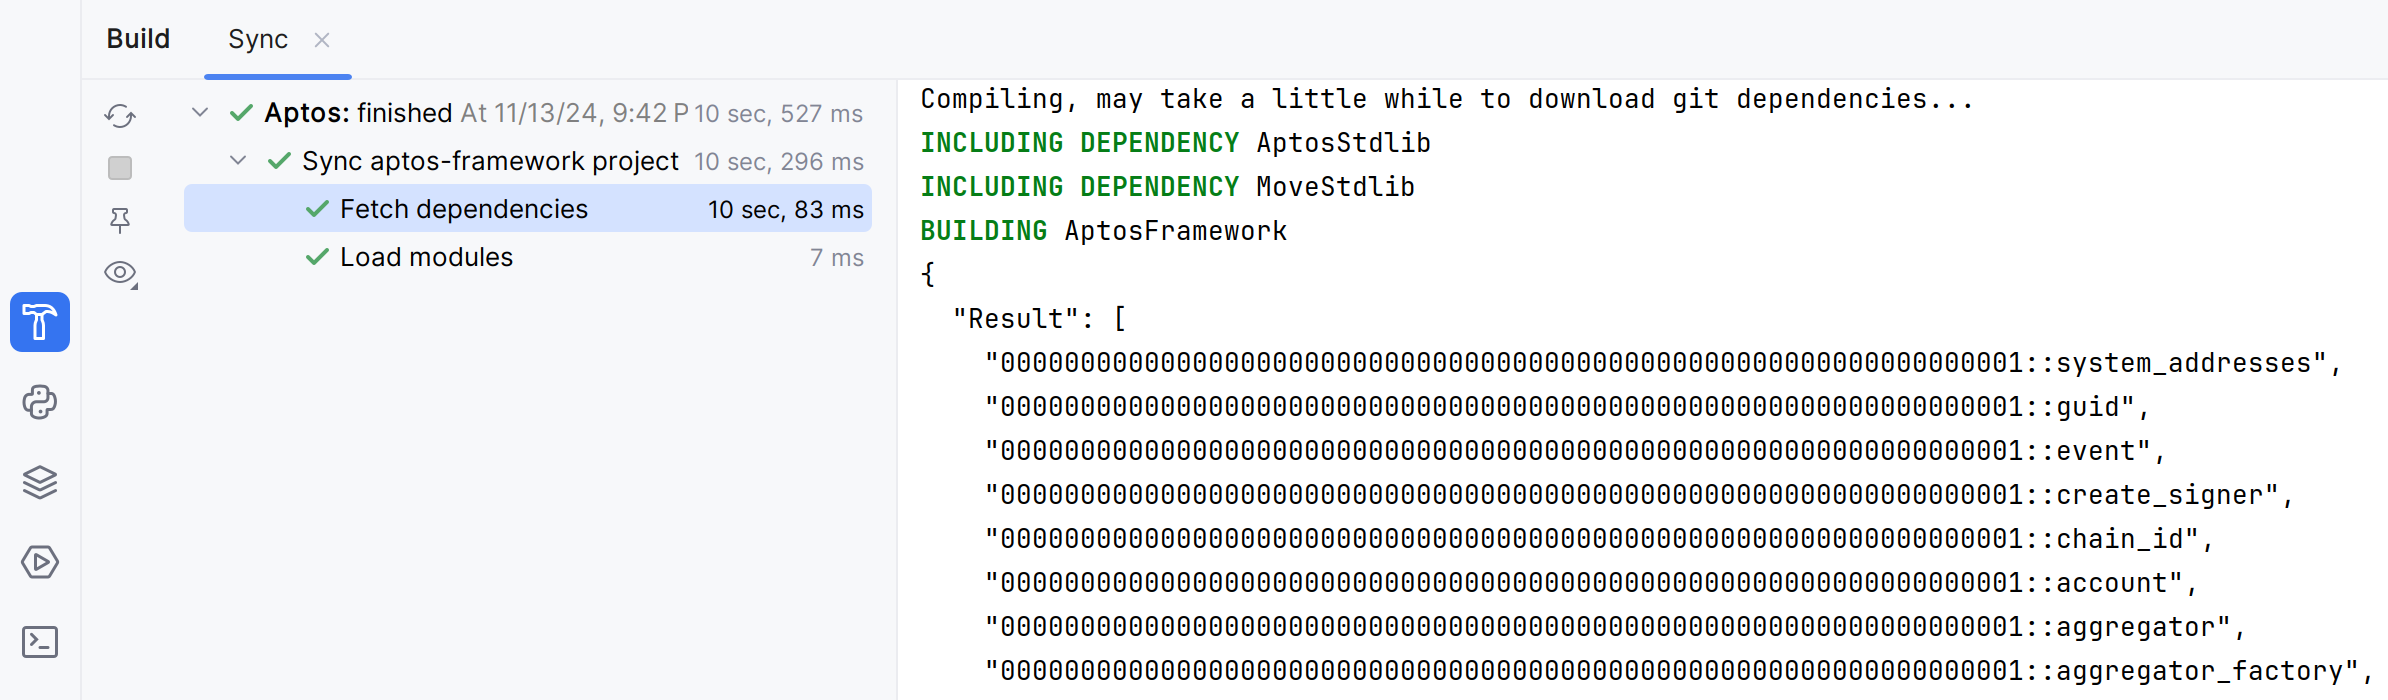 Build
Sync
Aptos: finished At 11/13/24, 9:42 P 10 sec, 527 ms
Sync aptos-framework project 10 sec, 296 ms
Fetch dependencies 10 sec, 83 ms
Load modules 7 ms
Compiling, may take a little while to download git dependencies...
INCLUDING DEPENDENCY AptosStdlib
INCLUDING DEPENDENCY MoveStdlib
BUILDING AptosFramework
{
"Result": [
"0000000000000000000000000000000000000000000000000000000000000001::system_addresses",
"0000000000000000000000000000000000000000000000000000000000000001::guid",
"0000000000000000000000000000000000000000000000000000000000000001::event",
"0000000000000000000000000000000000000000000000000000000000000001::create_signer",
"0000000000000000000000000000000000000000000000000000000000000001::chain_id",
"0000000000000000000000000000000000000000000000000000000000000001::account",
"0000000000000000000000000000000000000000000000000000000000000001::aggregator",
"0000000000000000000000000000000000000000000000000000000000000001::aggregator_factory",